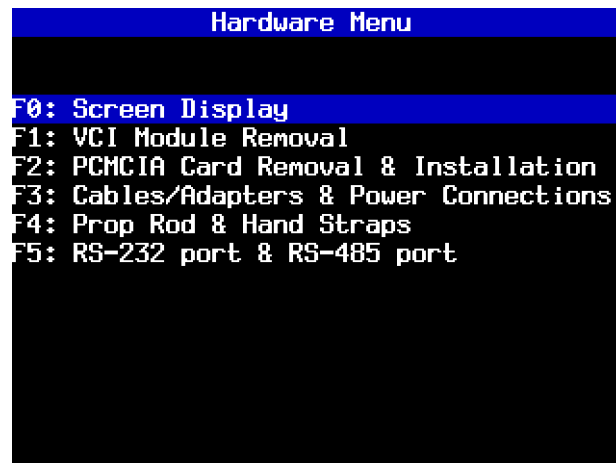 Hardware Menu
F0: Screen Display
F1: VCI Module Removal
F2: PCMCIA Card Removal & Installation
F3: Cables/Adapters & Power Connections
F4: Prop Rod & Hand Straps
F5: RS-232 port & RS-485 port